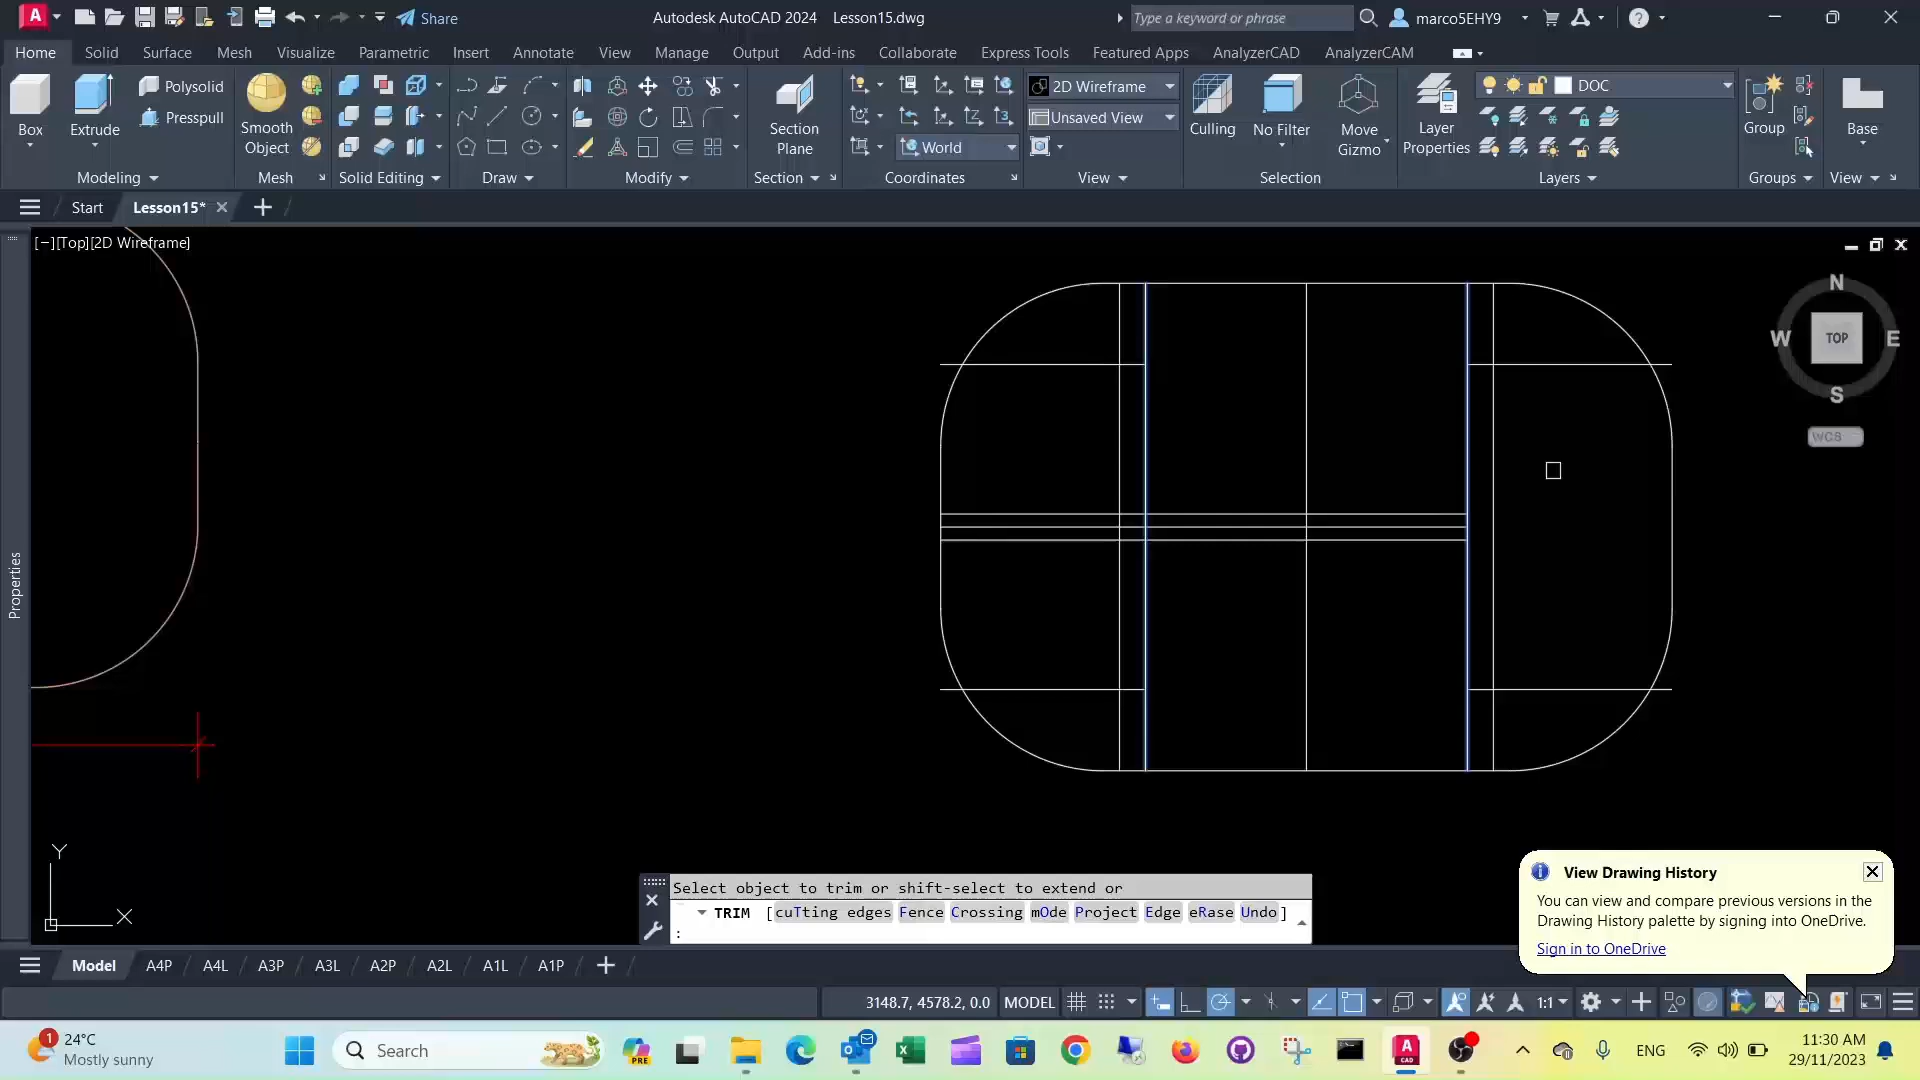 A Share Autodesk AutoCAD 2024 Lesson15.dwg Type a keyword or phrase marco5EHY9 ?
Home Solid Surface Mesh Visualize Parametric Insert Annotate View Manage Output Add-ins Collaborate Express Tools Featured Apps AnalyzerCAD AnalyzerCAM
Box Extrude Polysolid Presspull Smooth Object Section Plane World 2D Wireframe Unsaved View Culling No Filter Move Gizmo Layer Properties DOC Group Base
Modeling Mesh Solid Editing Draw Modify Section Coordinates View Selection Layers Groups View
Start Lesson15* +
[−][Top][2D Wireframe]
N
W TOP E
S
WCS
Properties
Y
X
Select object to trim or shift-select to extend or
TRIM [cuTting edges Fence Crossing mOde Project Edge eRase Undo]
:
View Drawing History
You can view and compare previous versions in the
Drawing History palette by signing into OneDrive.
Sign in to OneDrive
Model A4P A4L A3P A3L A2P A2L A1L A1P +
3148.7, 4578.2, 0.0 MODEL 1:1
1 24°C
Mostly sunny
Search
PRE
A CAD
ENG
11:30 AM
29/11/2023